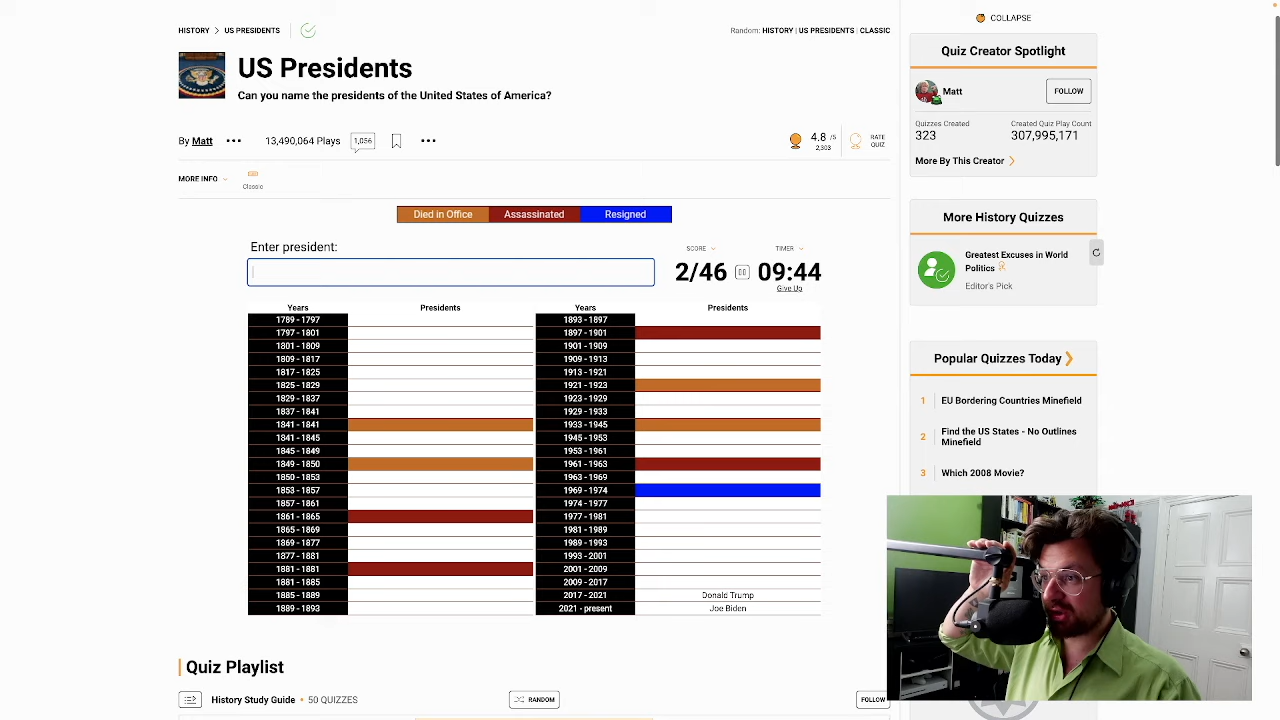 HISTORY > US PRESIDENTS
Random: HISTORY | US PRESIDENTS | CLASSIC
COLLAPSE
US Presidents
Can you name the presidents of the United States of America?
By Matt ••• 13,490,064 Plays 1,056 •••
4.8 /5
2,303
RATE
QUIZ
MORE INFO
Classic
Quiz Creator Spotlight
Matt
FOLLOW
Quizzes Created
323
Created Quiz Play Count
307,995,171
More By This Creator
Died in Office Assassinated Resigned
Enter president:
SCORE TIMER
2/46 09:44
Give Up
More History Quizzes
Greatest Excuses in World
Politics
Editor's Pick
Years Presidents Years Presidents
1789 - 1797 1893 - 1897
1797 - 1801 1897 - 1901
1801 - 1809 1901 - 1909
1809 - 1817 1909 - 1913
1817 - 1825 1913 - 1921
1825 - 1829 1921 - 1923
1829 - 1837 1923 - 1929
1837 - 1841 1929 - 1933
1841 - 1841 1933 - 1945
1841 - 1845 1945 - 1953
1845 - 1849 1953 - 1961
1849 - 1850 1961 - 1963
1850 - 1853 1963 - 1969
1853 - 1857 1969 - 1974
1857 - 1861 1974 - 1977
1861 - 1865 1977 - 1981
1865 - 1869 1981 - 1989
1869 - 1877 1989 - 1993
1877 - 1881 1993 - 2001
1881 - 1881 2001 - 2009
1881 - 1885 2009 - 2017
1885 - 1889 2017 - 2021 Donald Trump
1889 - 1893 2021 - present Joe Biden
Popular Quizzes Today
1 EU Bordering Countries Minefield
2 Find the US States - No Outlines
Minefield
3 Which 2008 Movie?
Quiz Playlist
History Study Guide • 50 QUIZZES
RANDOM
FOLLOW